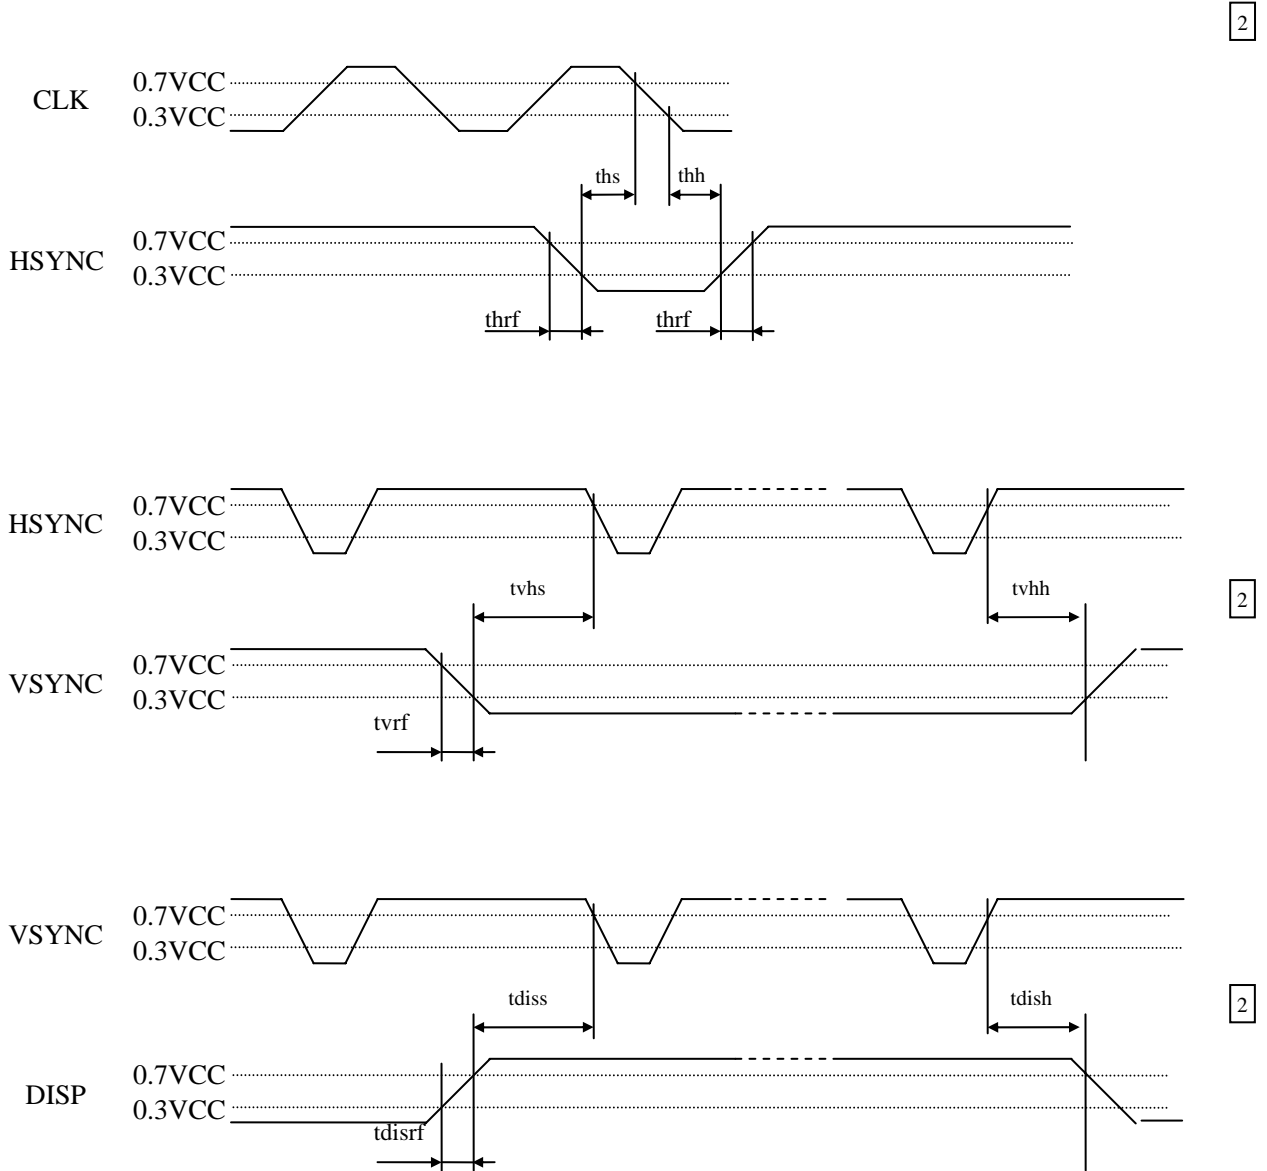 2
0.7VCC
CLK
0.3VCC
ths thh
0.7VCC
HSYNC
0.3VCC
thrf thrf
0.7VCC
HSYNC
0.3VCC
tvhs tvhh
2
0.7VCC
VSYNC
0.3VCC
tvrf
0.7VCC
VSYNC
0.3VCC
tdiss tdish
2
0.7VCC
DISP
0.3VCC
tdisrf